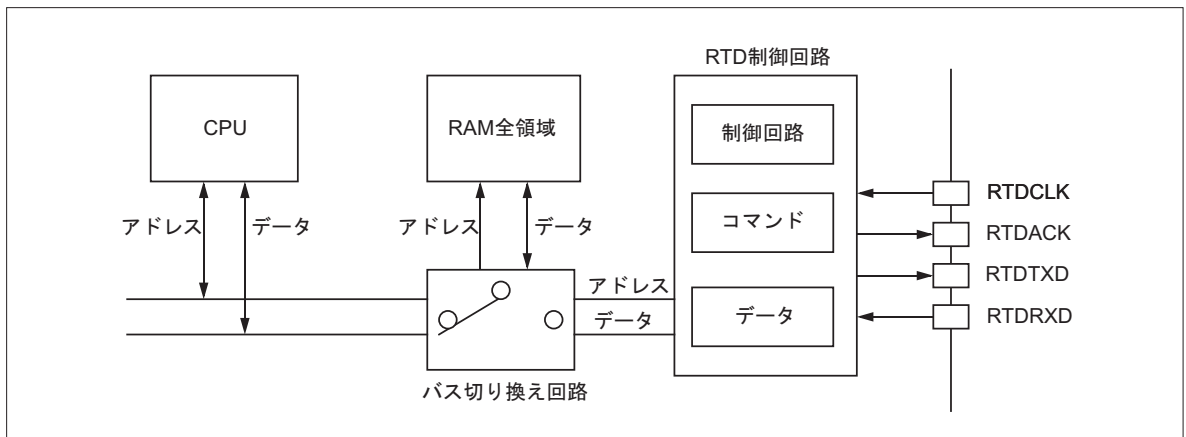 RTD制御回路
CPU
RAM全領域
制御回路
コマンド
データ
RTDCLK
RTDACK
RTDTXD
RTDRXD
アドレス
データ
アドレス
データ
アドレス
データ
バス切り換え回路